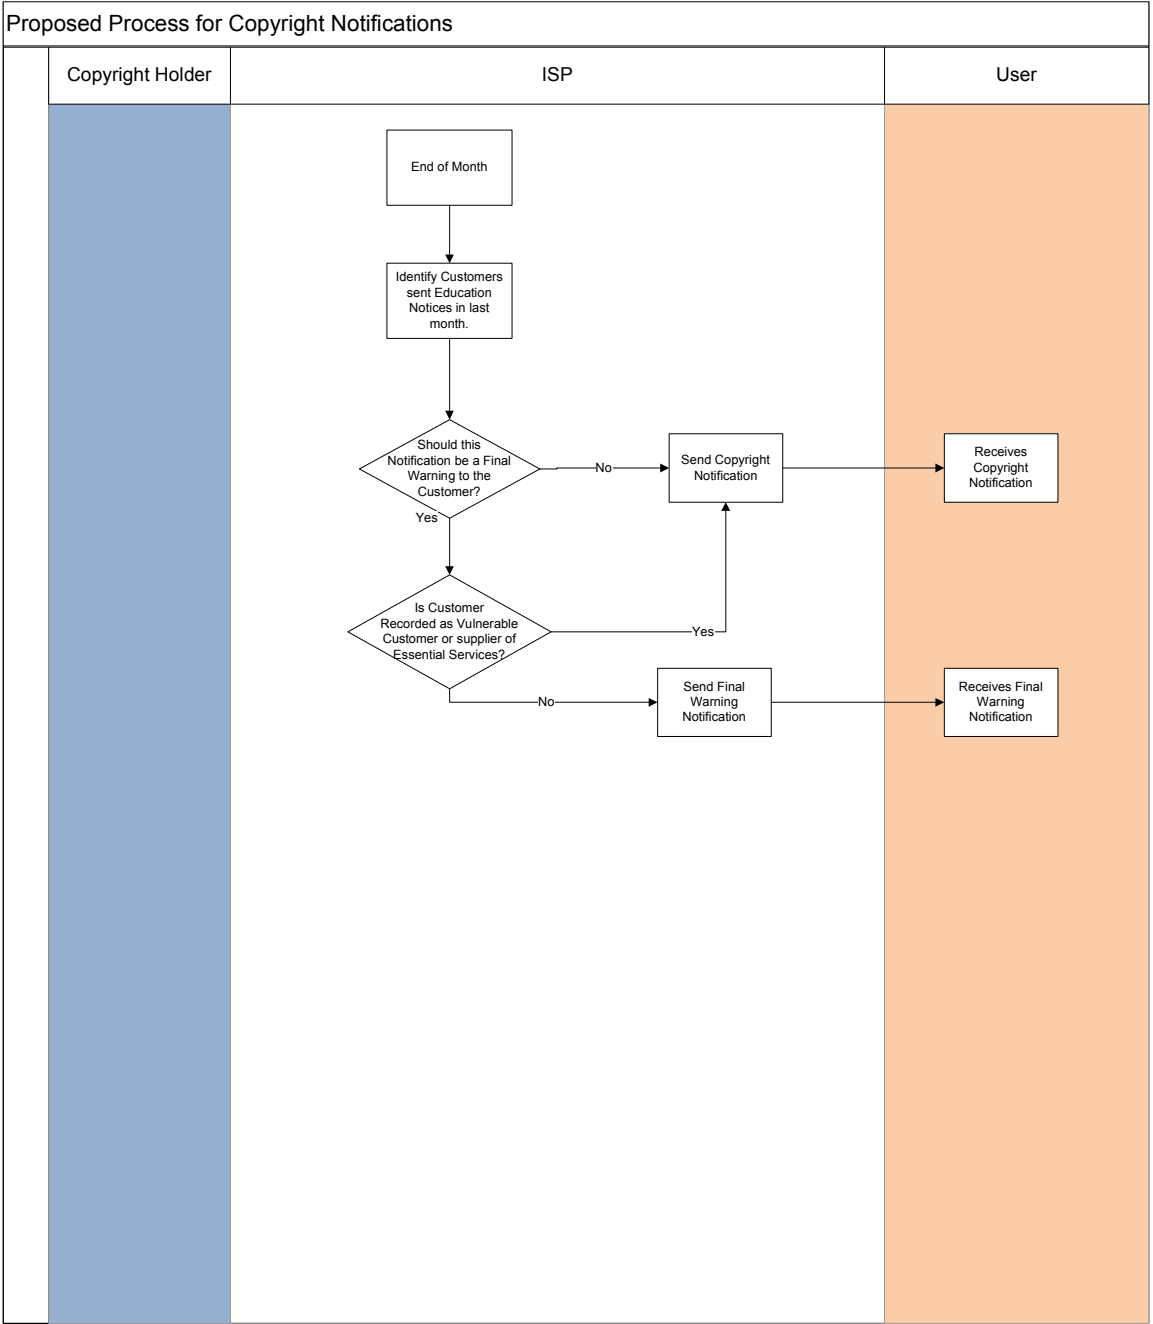 Proposed Process for Copyright Notifications
Copyright Holder
ISP
User
End of Month
Identify Customers
sent Education
Notices in last
month.
Should this
Notification be a Final
Warning to the
Customer?
No
Send Copyright
Notification
Receives
Copyright
Notification
Yes
Is Customer
Recorded as Vulnerable
Customer or supplier of
Essential Services?
Yes
No
Send Final
Warning
Notification
Receives Final
Warning
Notification